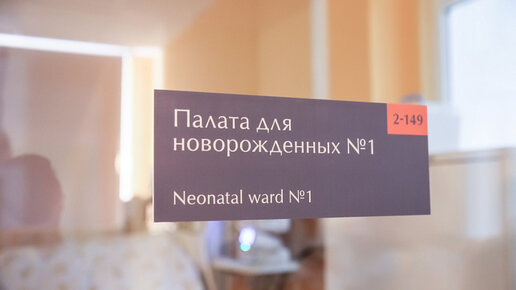 2-149
Палата для
новорожденных №1
Neonatal ward №1